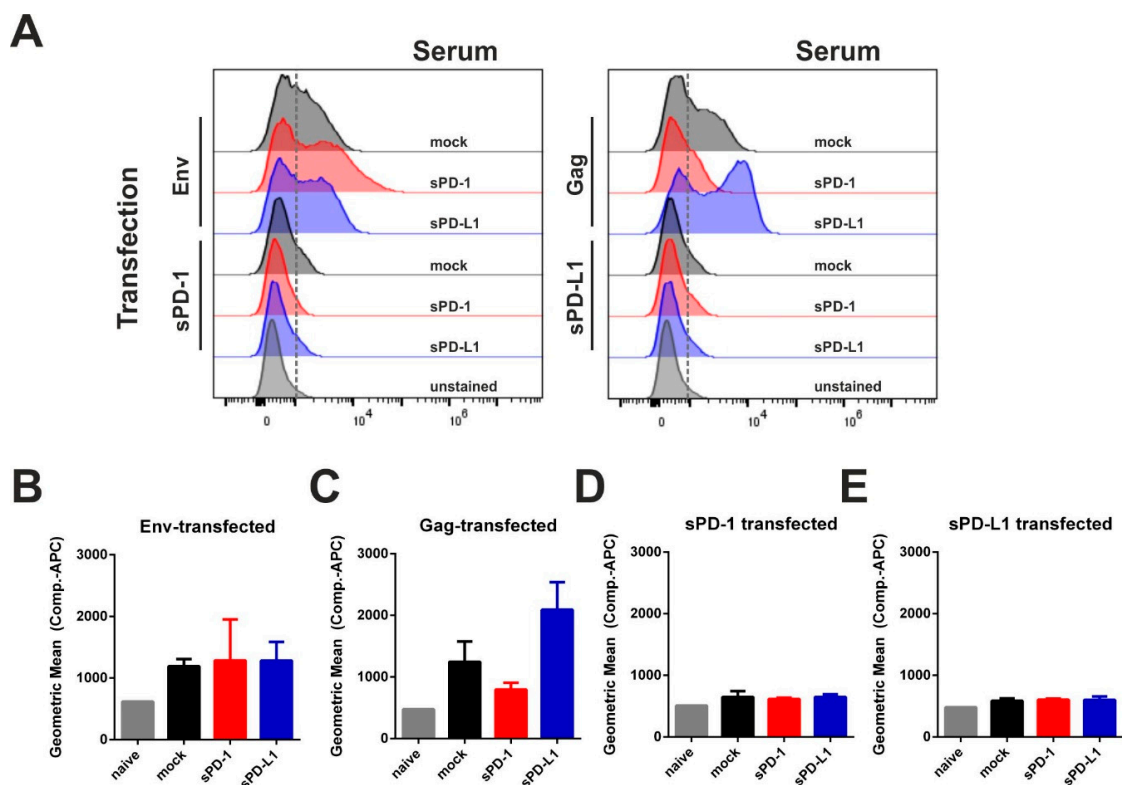 A
Serum
Serum
Transfection
Env
sPD-1
mock
sPD-1
sPD-L1
mock
sPD-1
sPD-L1
unstained
0 10^4 10^6
Gag
sPD-L1
mock
sPD-1
sPD-L1
mock
sPD-1
sPD-L1
unstained
0 10^4 10^6
B
Env-transfected
Geometric Mean (Comp.-APC)
3000
2000
1000
0
naive mock sPD-1 sPD-L1
C
Gag-transfected
Geometric Mean (Comp.-APC)
3000
2000
1000
0
naive mock sPD-1 sPD-L1
D
sPD-1 transfected
Geometric Mean (Comp.-APC)
3000
2000
1000
0
naive mock sPD-1 sPD-L1
E
sPD-L1 transfected
Geometric Mean (Comp.-APC)
3000
2000
1000
0
naive mock sPD-1 sPD-L1